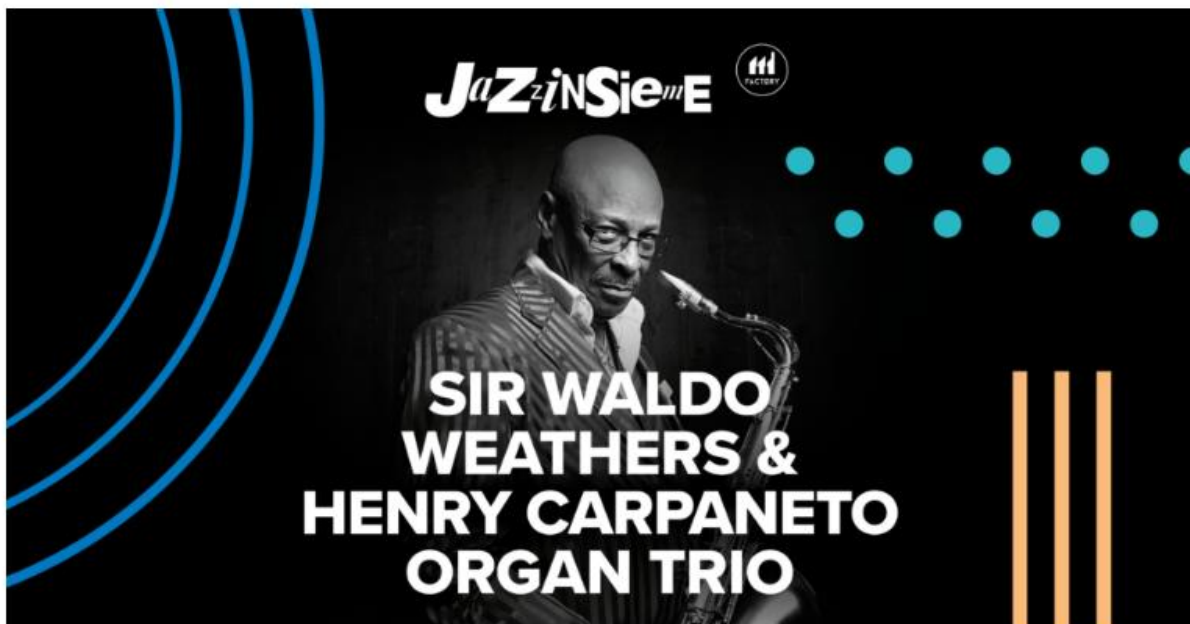 JaZziNSiemE
FACTORY
SIR WALDO
WEATHERS &
HENRY CARPANETO
ORGAN TRIO